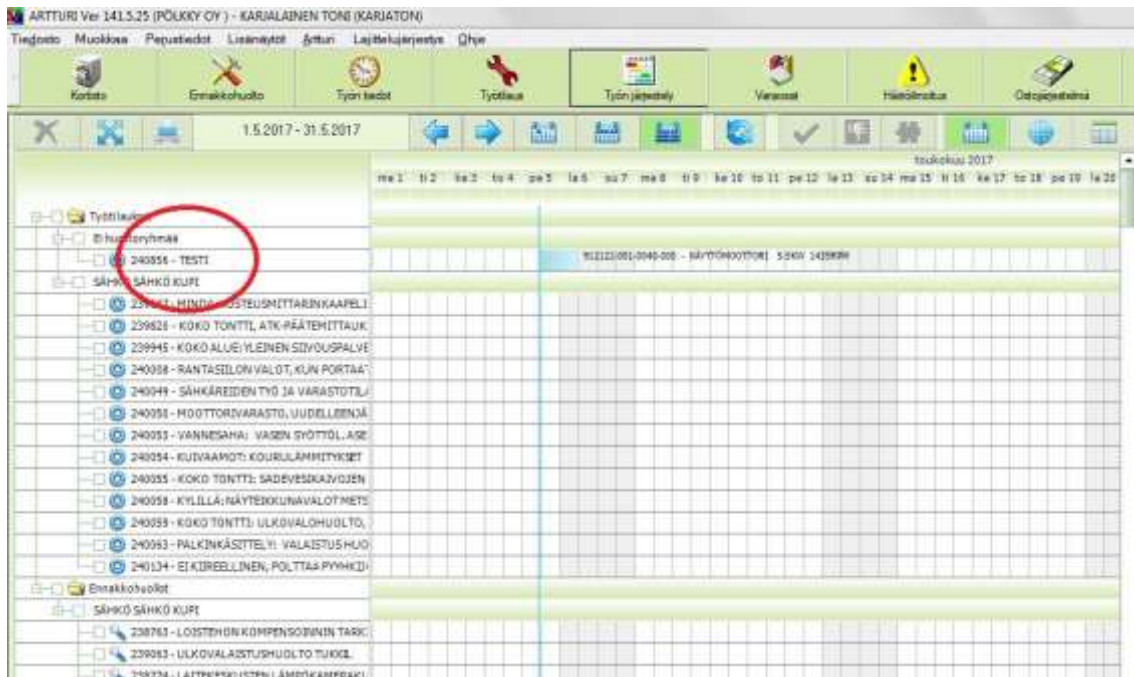 ARTTURI Ver 141.5.25 (PÖLKKY OY ) - KARJALAINEN TONI (KARJATON)
Tiedosto Muokkaa Perustiedot Lisänäytöt Artturi Lajittelujärjestys Ohje
Kortisto Ennakkohuolto Työn tiedot Työtilaus Työn järjestely Varaosat Häiriöilmoitus Ostojärjestelmä
1.5.2017 - 31.5.2017
toukokuu 2017
ma 1 ti 2 ke 3 to 4 pe 5 la 6 su 7 ma 8 ti 9 ke 10 to 11 pe 12 la 13 su 14 ma 15 ti 16 ke 17 to 18 pe 19 la 20
Ei
240856 - TESTI
- NÄYTTÖMOOTTORI 5.5KW
SÄHKÖ SÄHKÖ KUPI
239828 - KOKO TONTTI, ATK-PÄÄTEMITTAUK
239945 - KOKO ALUE: YLEINEN SIIVOUSPALVE
240038 - RANTASIILON VALOT, KUN PORTAAT
240049 - SÄHKÄREIDEN TYÖ JA VARASTOTIL
240050 - MOOTTORIVARASTO, UUDELLEENJÄ
240053 - VANNESAHA: VASEN SYÖTTÖL. ASE
240054 - KUIVAAMOT: KOURULÄMMITYKSET
240055 - KOKO TONTTI: SADEVESIKAIVOJEN
240058 - KYLILLÄ: NÄYTEIKKUNAVALOT METS
240059 - KOKO TONTTI: ULKOVALOHUOLTO,
240063 - PALKINKÄSITTELY: VALAISTUS HUO
240134 - EI KIIREELLINEN, POLTTAA PYYHKI
Ennakkohuollot
SÄHKÖ SÄHKÖ KUPI
238763 - LOISTEHON KOMPENSOINNIN TARK
239063 - ULKOVALAISTUSHUOLTO TUKKIL